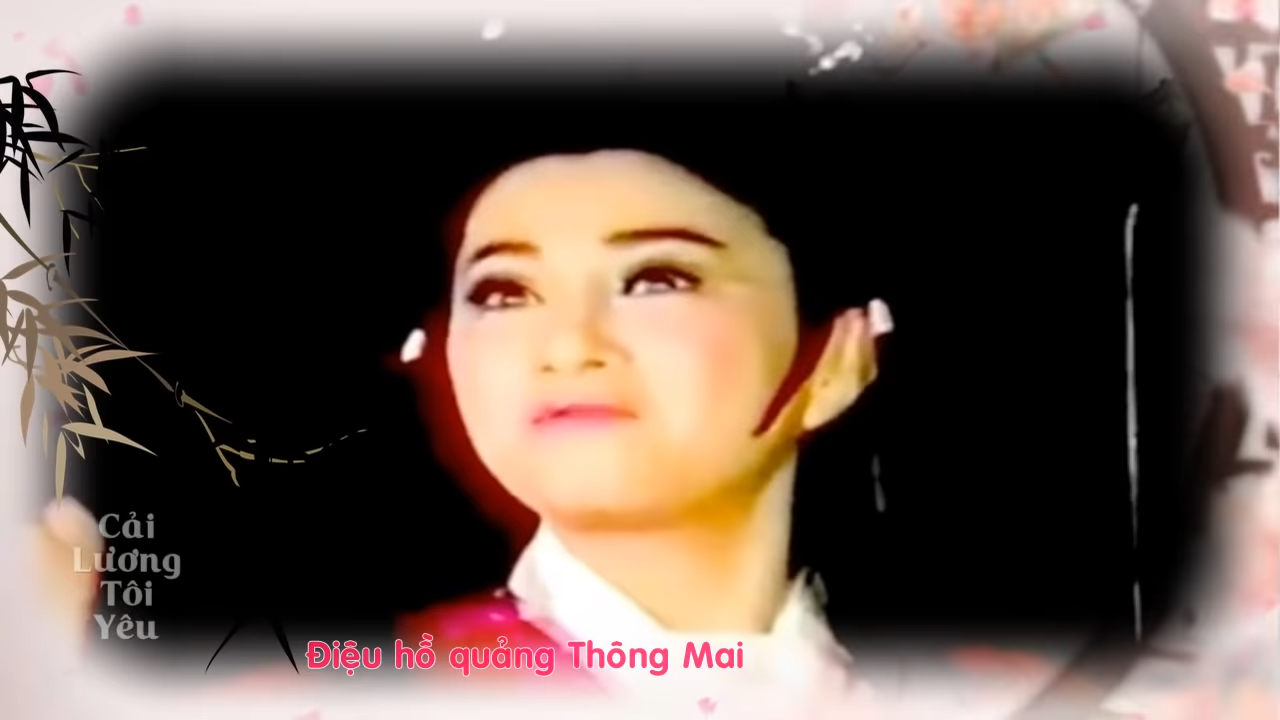 Cải
Lương
Tôi
Yêu
Điệu hồ quảng Thông Mai